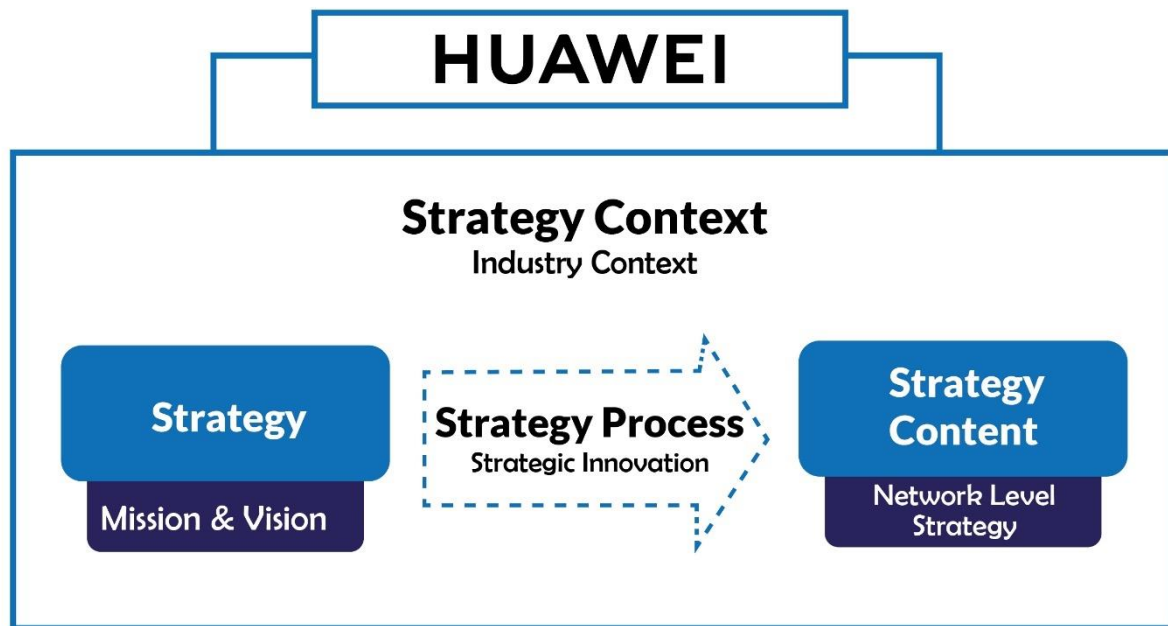 HUAWEI
Strategy Context
Industry Context
Strategy
Mission & Vision
Strategy Process
Strategic Innovation
Strategy
Content
Network Level
Strategy